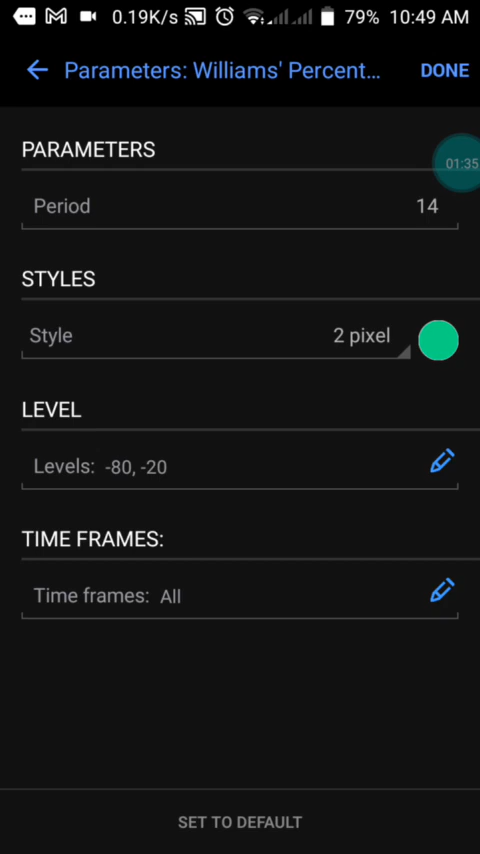 0.19K/s 79% 10:49 AM
Parameters: Williams' Percent... DONE
PARAMETERS
01:35
Period 14
STYLES
Style 2 pixel
LEVEL
Levels: -80, -20
TIME FRAMES:
Time frames: All
SET TO DEFAULT